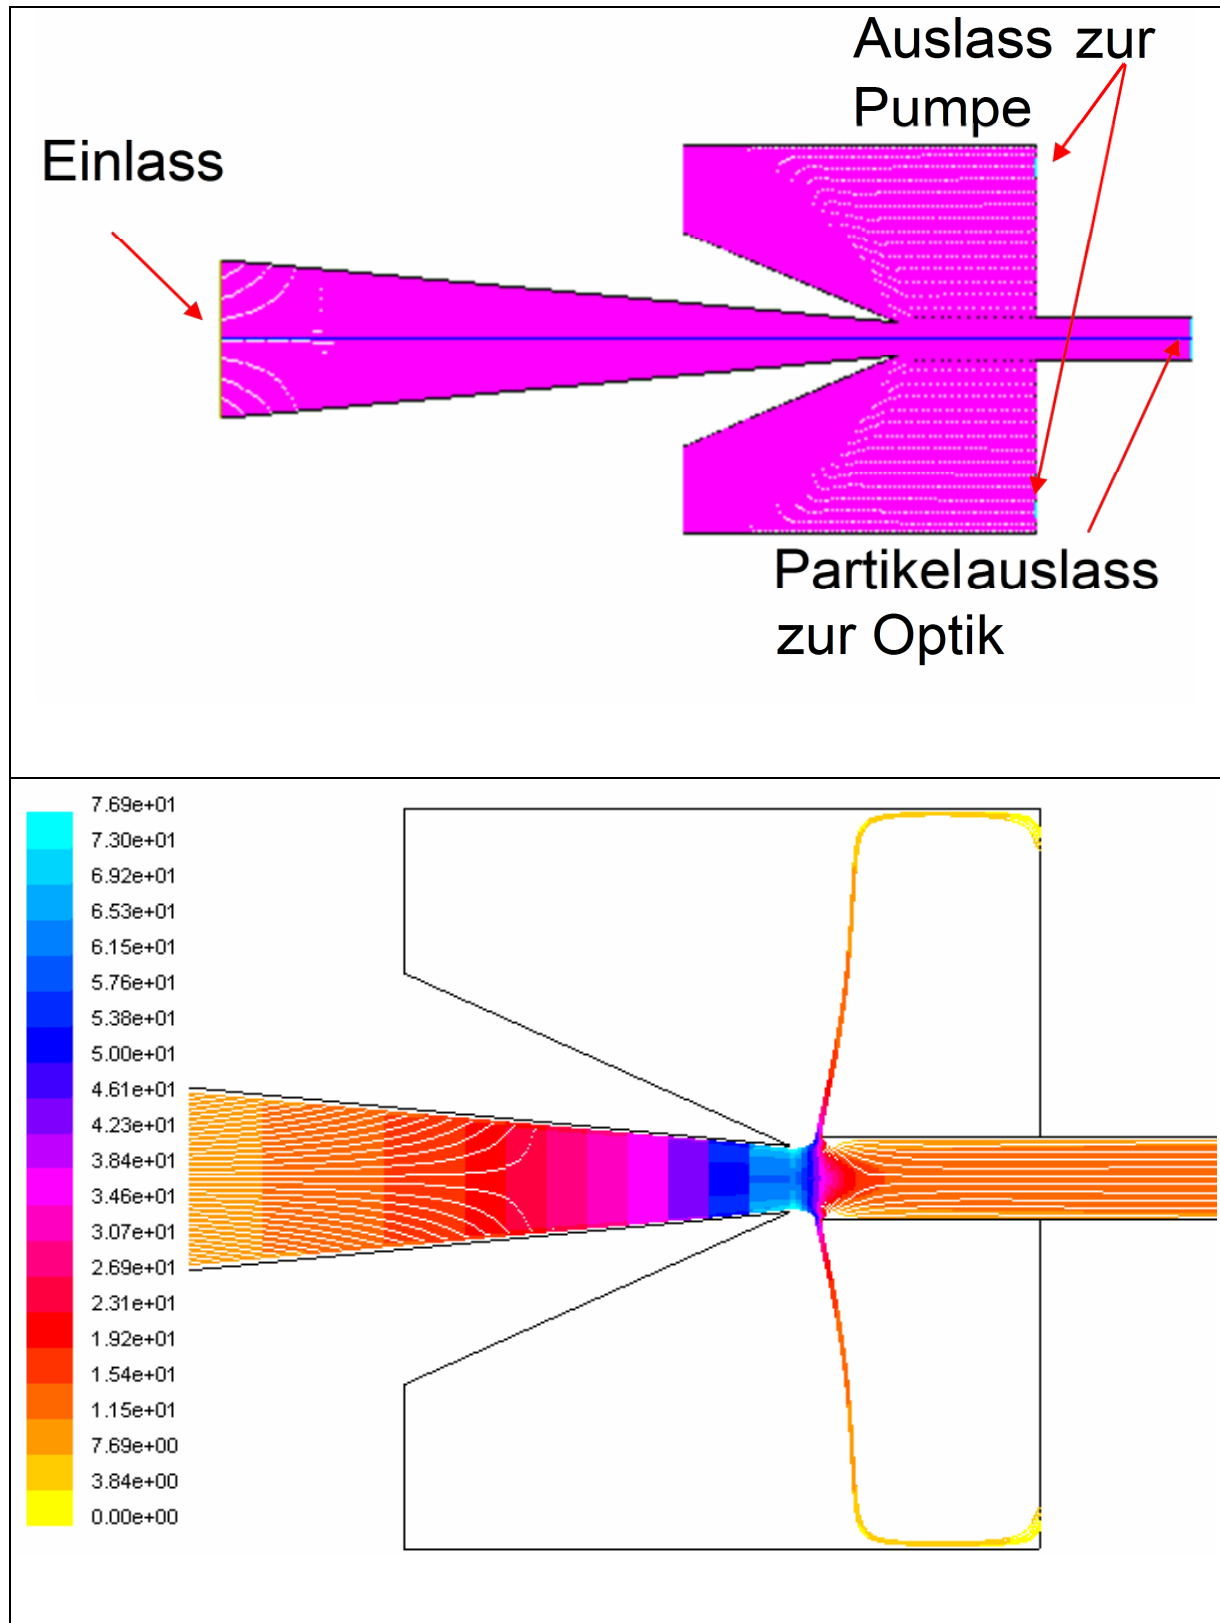 Auslass zur
Pumpe
Einlass
Partikelauslass
zur Optik
7.69e+01
7.30e+01
6.92e+01
6.53e+01
6.15e+01
5.76e+01
5.38e+01
5.00e+01
4.61e+01
4.23e+01
3.84e+01
3.46e+01
3.07e+01
2.69e+01
2.31e+01
1.92e+01
1.54e+01
1.15e+01
7.69e+00
3.84e+00
0.00e+00